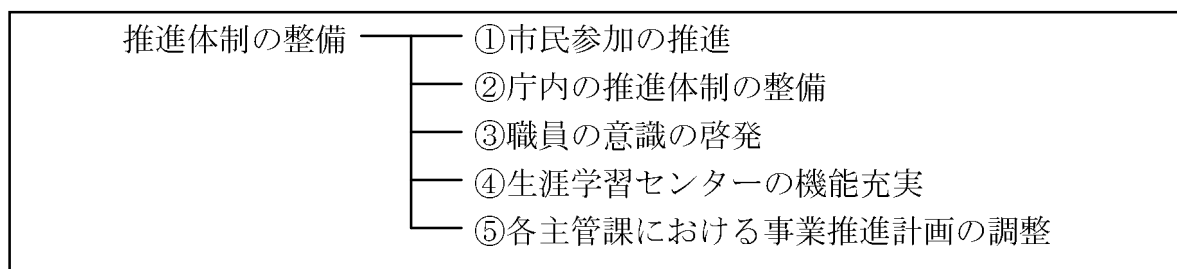 推進体制の整備 ①市民参加の推進
②庁内の推進体制の整備
③職員の意識の啓発
④生涯学習センターの機能充実
⑤各主管課における事業推進計画の調整